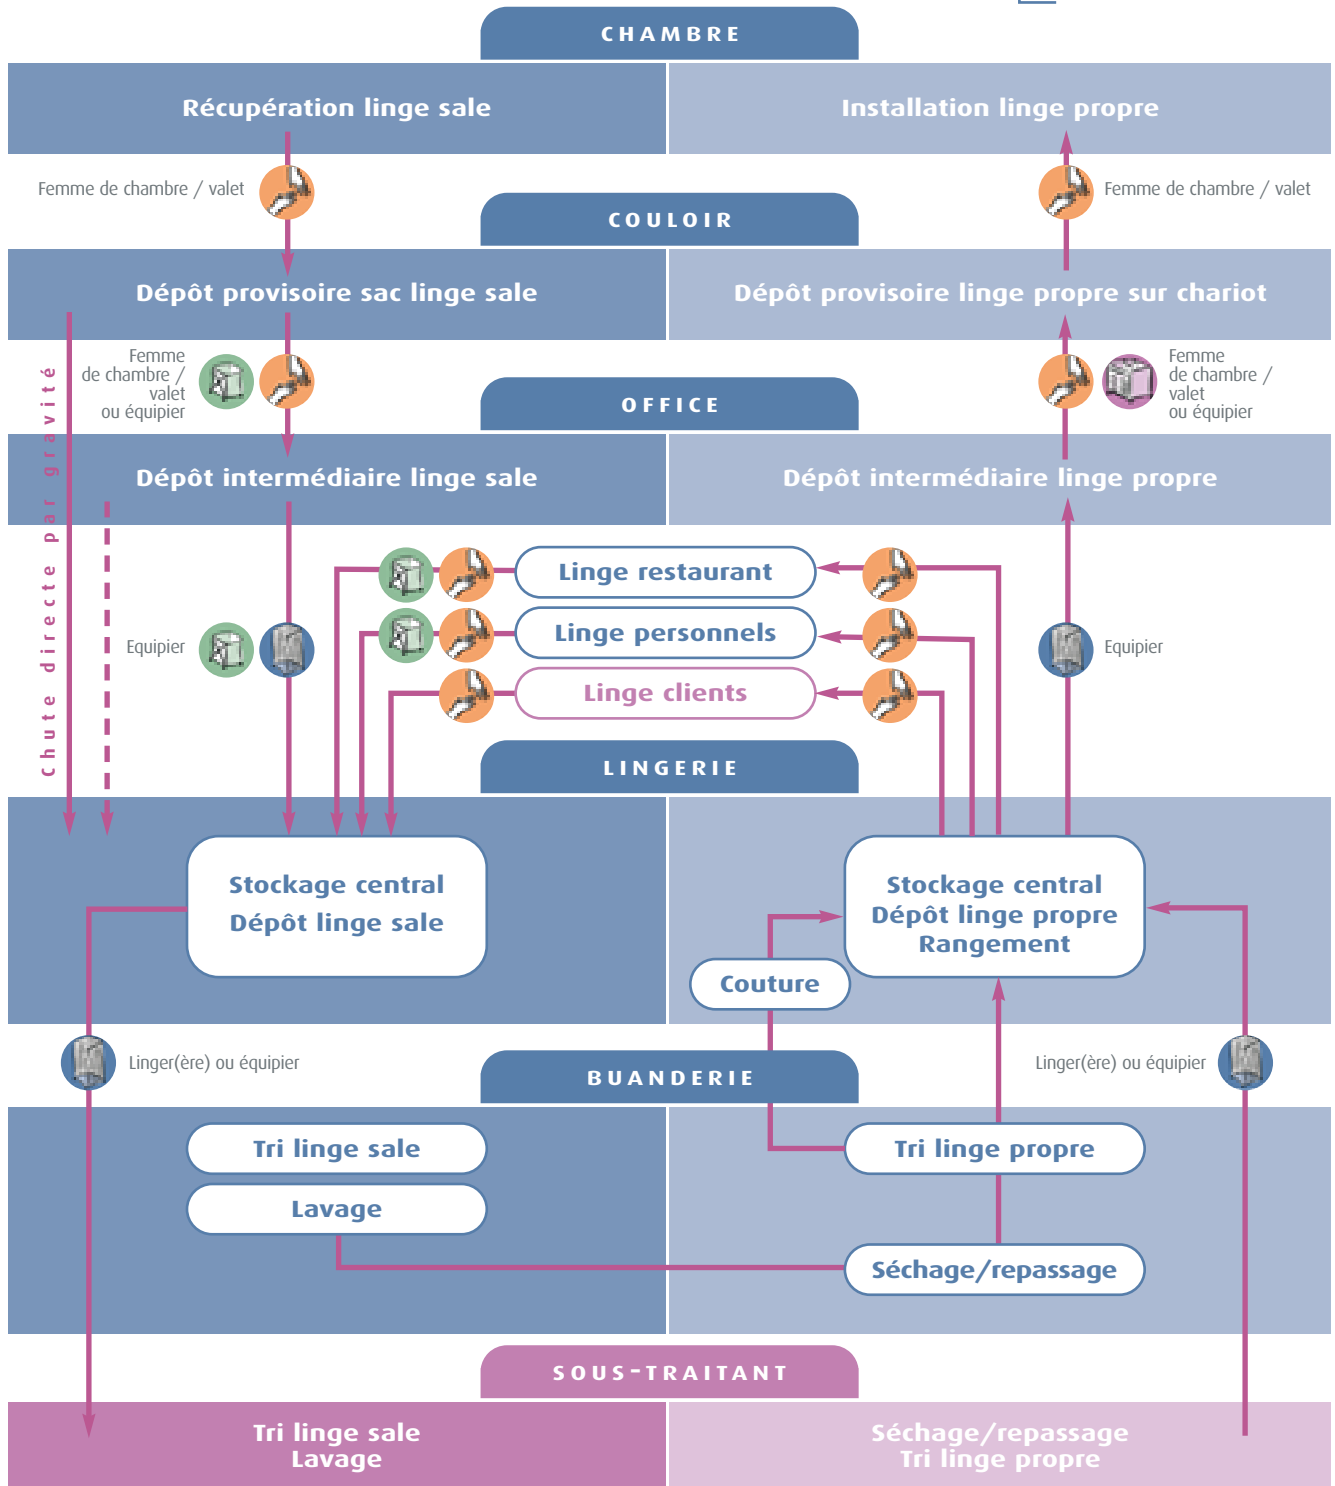 CHAMBRE
Récupération linge sale
Installation linge propre
Femme de chambre / valet
Femme de chambre / valet
COULOIR
Dépôt provisoire sac linge sale
Dépôt provisoire linge propre sur chariot
Femme
de chambre /
valet
ou équipier
Femme
de chambre /
valet
ou équipier
Chute directe par gravité
OFFICE
Dépôt intermédiaire linge sale
Dépôt intermédiaire linge propre
Linge restaurant
Linge personnels
Equipier
Equipier
Linge clients
LINGERIE
Stockage central
Dépôt linge sale
Stockage central
Dépôt linge propre
Rangement
Couture
Linger(ère) ou équipier
Linger(ère) ou équipier
BUANDERIE
Tri linge sale
Tri linge propre
Lavage
Séchage/repassage
SOUS-TRAITANT
Tri linge sale
Lavage
Séchage/repassage
Tri linge propre